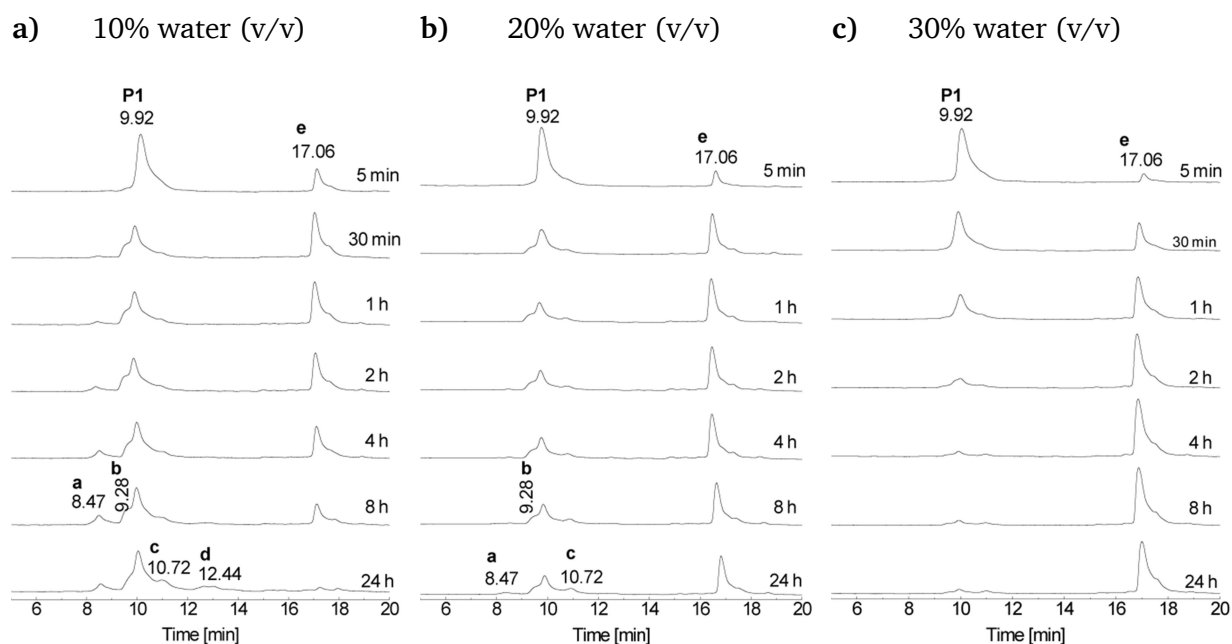 a) 10% water (v/v)
P1
9.92
e
17.06
5 min
30 min
1 h
2 h
4 h
b
a
9.28
8.47
8 h
c
d
10.72
12.44
24 h
6 8 10 12 14 16 18 20
Time [min]
b) 20% water (v/v)
P1
9.92
e
17.06
5 min
30 min
1 h
2 h
4 h
b
9.28
8 h
a
c
8.47
10.72
24 h
6 8 10 12 14 16 18 20
Time [min]
c) 30% water (v/v)
P1
9.92
e
17.06
5 min
30 min
1 h
2 h
4 h
8 h
24 h
6 8 10 12 14 16 18 20
Time [min]